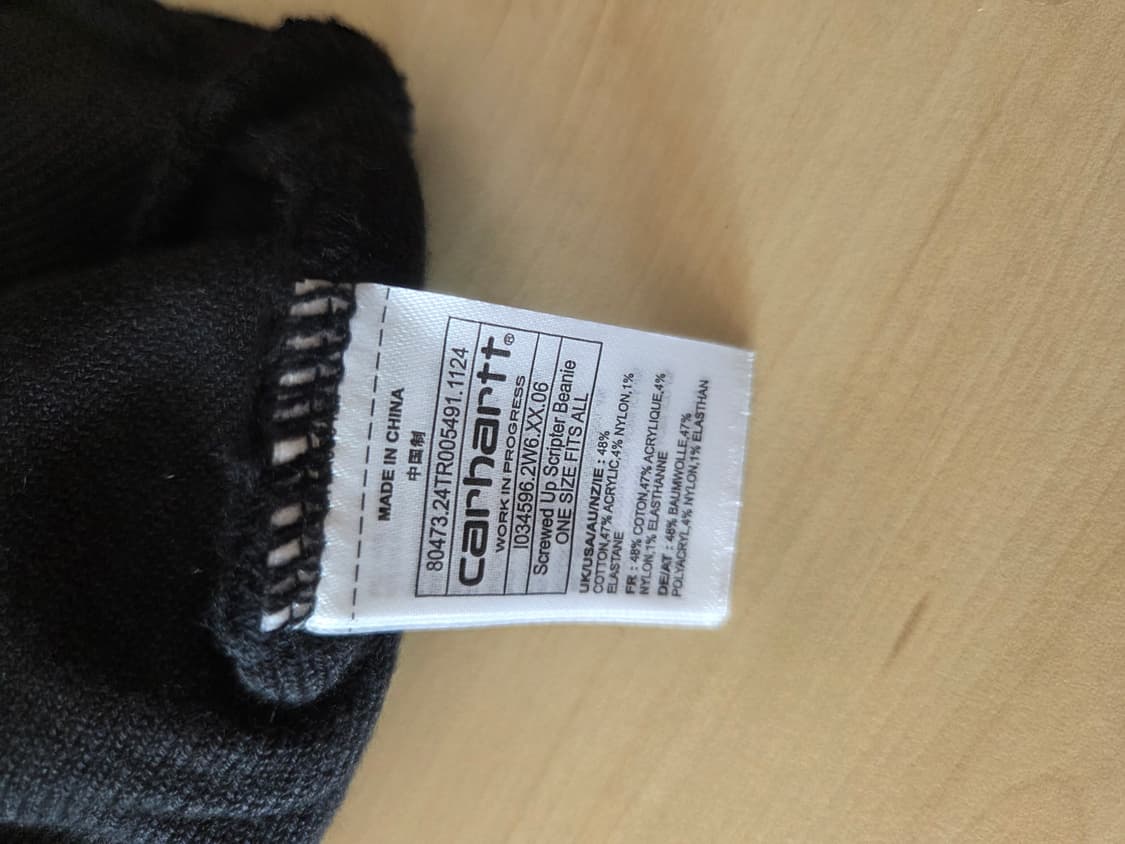 MADE IN CHINA
中国制
80473.24TR005491.1124
carhartt®
WORK IN PROGRESS
I034596.2W6.XX.06
Screwed Up Scripter Beanie
ONE SIZE FITS ALL
UK/USA/AU/NZ/IE : 48%
COTTON,47% ACRYLIC,4% NYLON,1%
ELASTANE
FR : 48% COTON,47% ACRYLIQUE,4%
NYLON,1% ELASTHANNE
DE/AT : 48% BAUMWOLLE,47%
POLYACRYL,4% NYLON,1% ELASTHAN